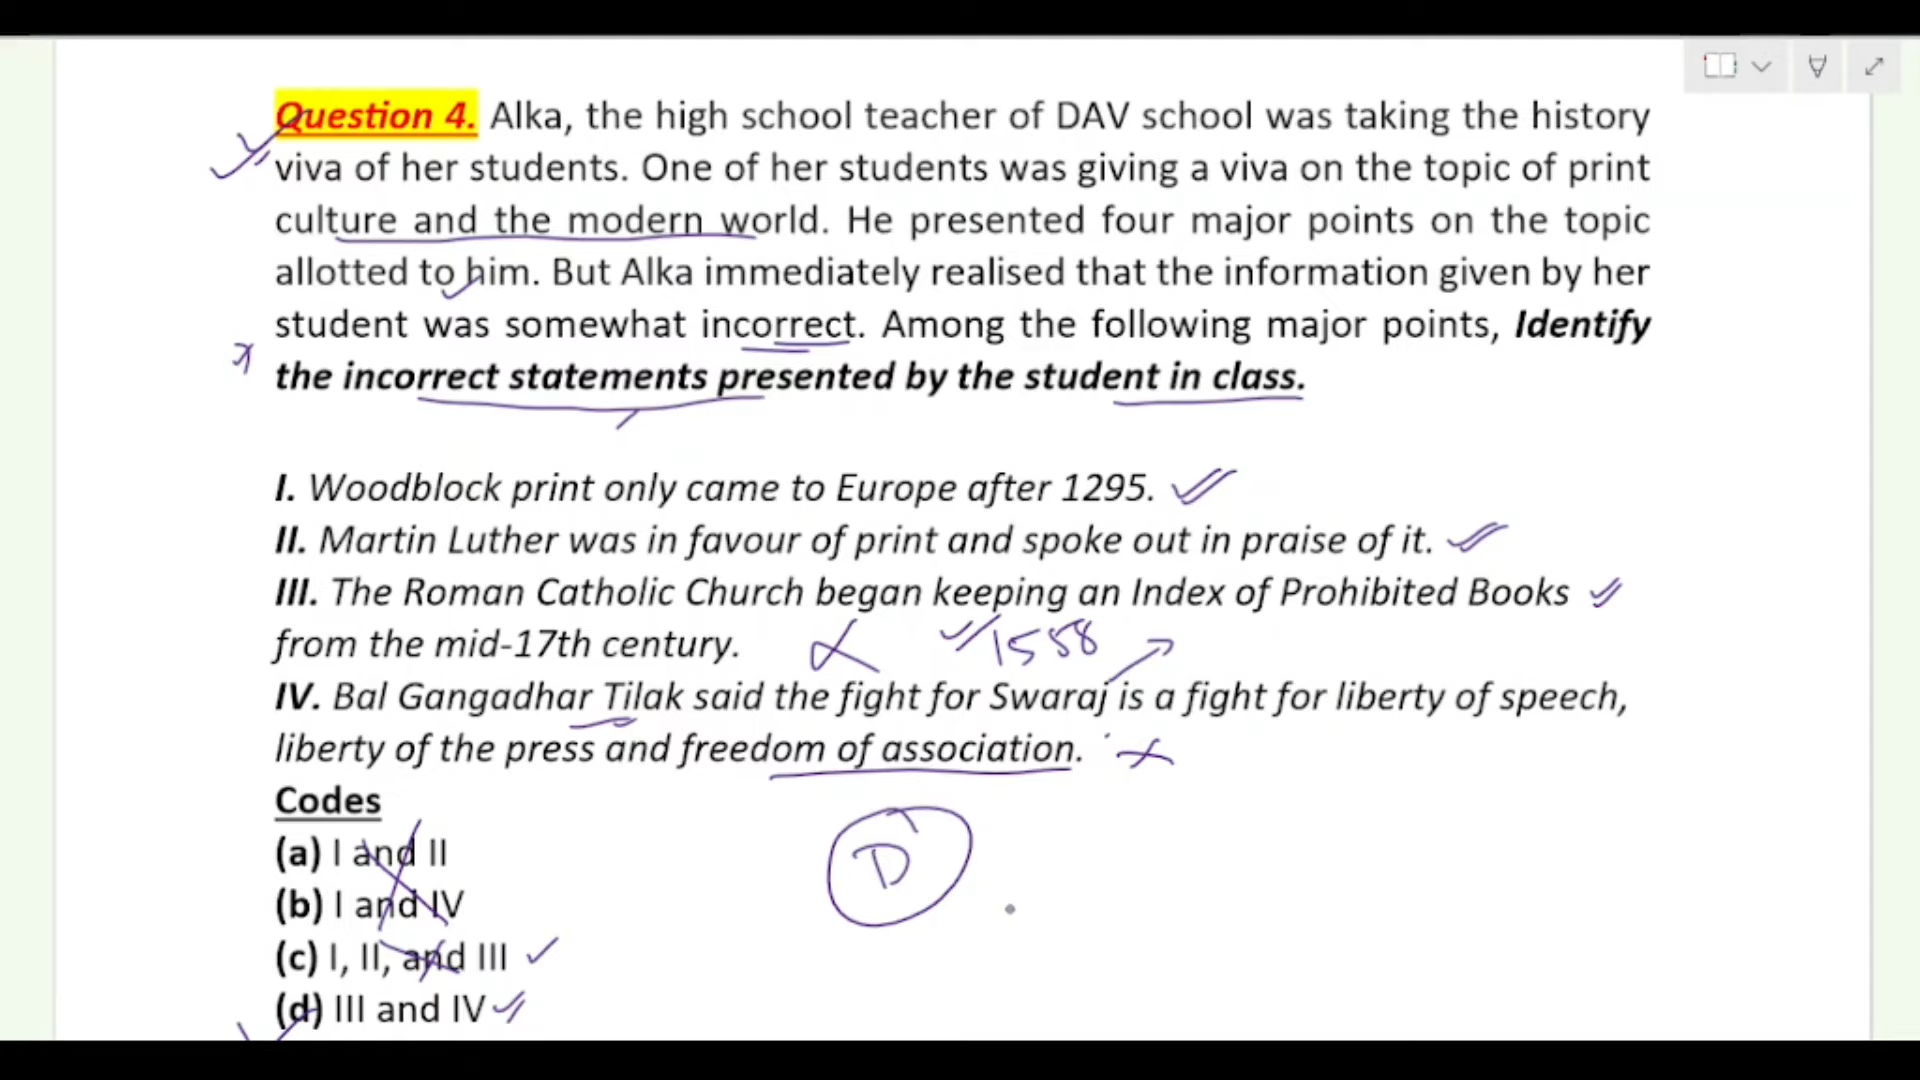 Question 4. Alka, the high school teacher of DAV school was taking the history
viva of her students. One of her students was giving a viva on the topic of print
culture and the modern world. He presented four major points on the topic
allotted to him. But Alka immediately realised that the information given by her
student was somewhat incorrect. Among the following major points, Identify
the incorrect statements presented by the student in class.
I. Woodblock print only came to Europe after 1295.
II. Martin Luther was in favour of print and spoke out in praise of it.
III. The Roman Catholic Church began keeping an Index of Prohibited Books
from the mid-17th century. 1558
IV. Bal Gangadhar Tilak said the fight for Swaraj is a fight for liberty of speech,
liberty of the press and freedom of association.
Codes
(a) I and II
D
(b) I and IV
(c) I, II, and III
(d) III and IV